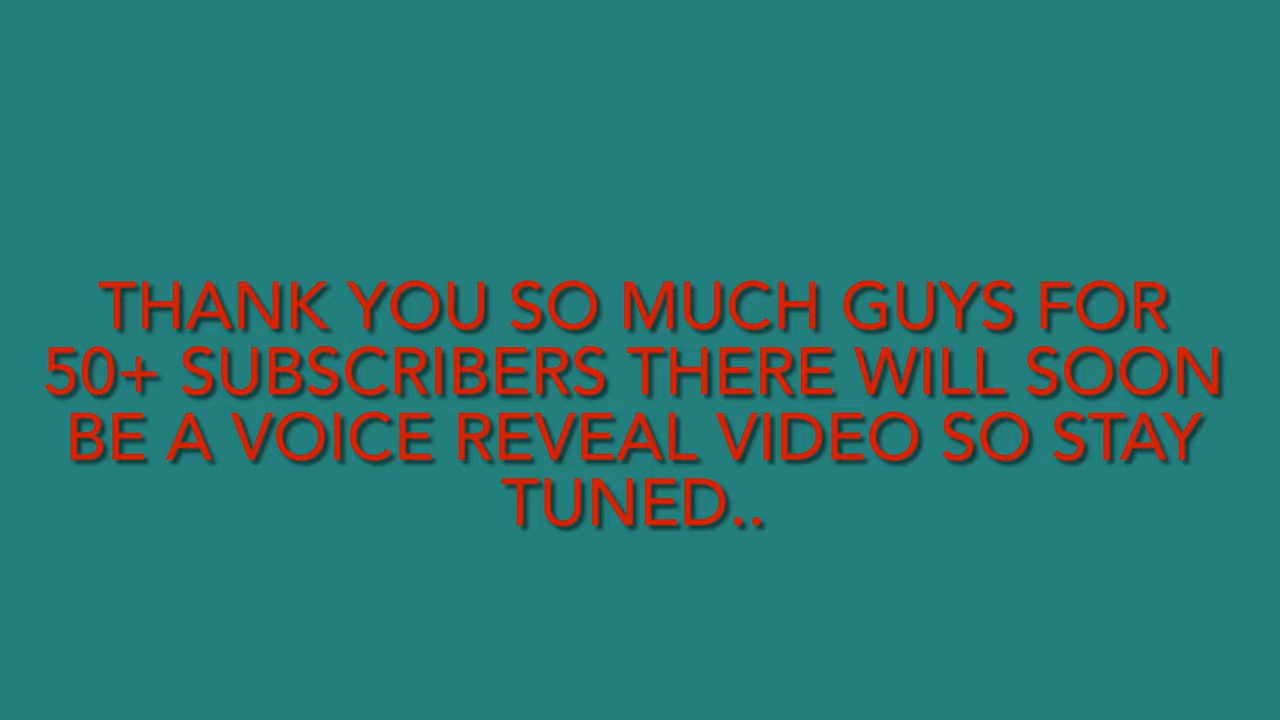 THANK YOU SO MUCH GUYS FOR
50+ SUBSCRIBERS THERE WILL SOON
BE A VOICE REVEAL VIDEO SO STAY
TUNED..